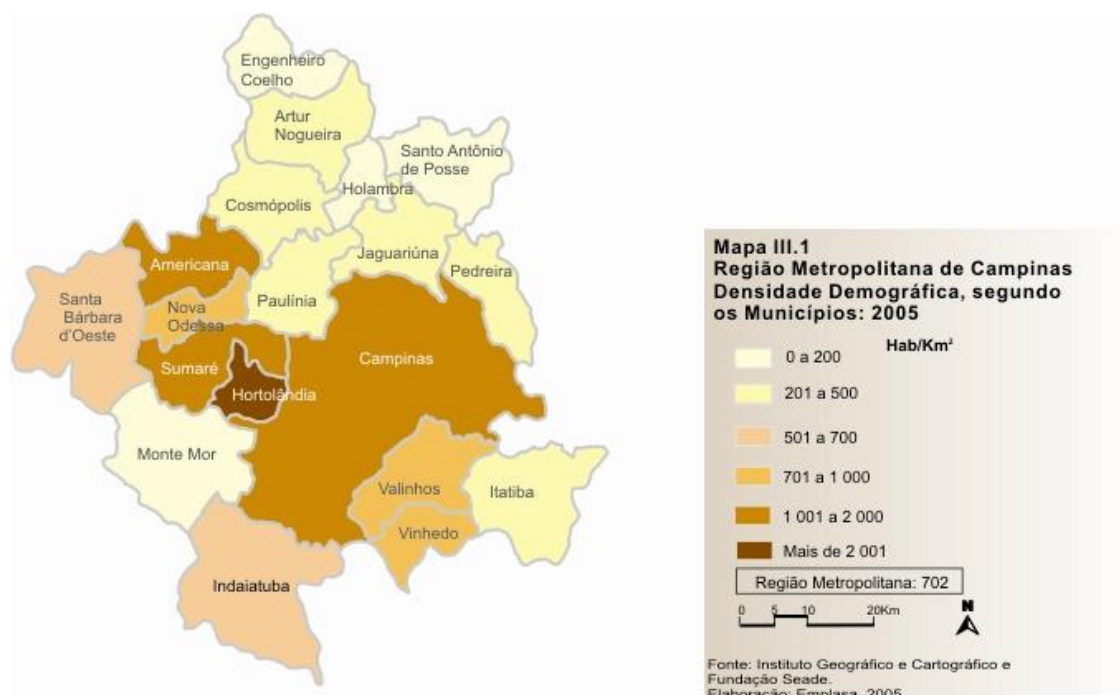 Engenheiro
Coelho
Artur
Nogueira
Santo Antônio
de Posse
Holambra
Cosmópolis
Jaguariúna
Pedreira
Americana
Paulínia
Santa
Bárbara
d'Oeste
Nova
Odessa
Sumaré
Campinas
Hortolândia
Monte Mor
Valinhos
Itatiba
Vinhedo
Indaiatuba
Mapa III.1
Região Metropolitana de Campinas
Densidade Demográfica, segundo
os Municípios: 2005
Hab/Km²
0 a 200
201 a 500
501 a 700
701 a 1 000
1 001 a 2 000
Mais de 2 001
Região Metropolitana: 702
0 5 10 20Km
N
Fonte: Instituto Geográfico e Cartográfico e
Fundação Seade.
Elaboração: Emplasa, 2005